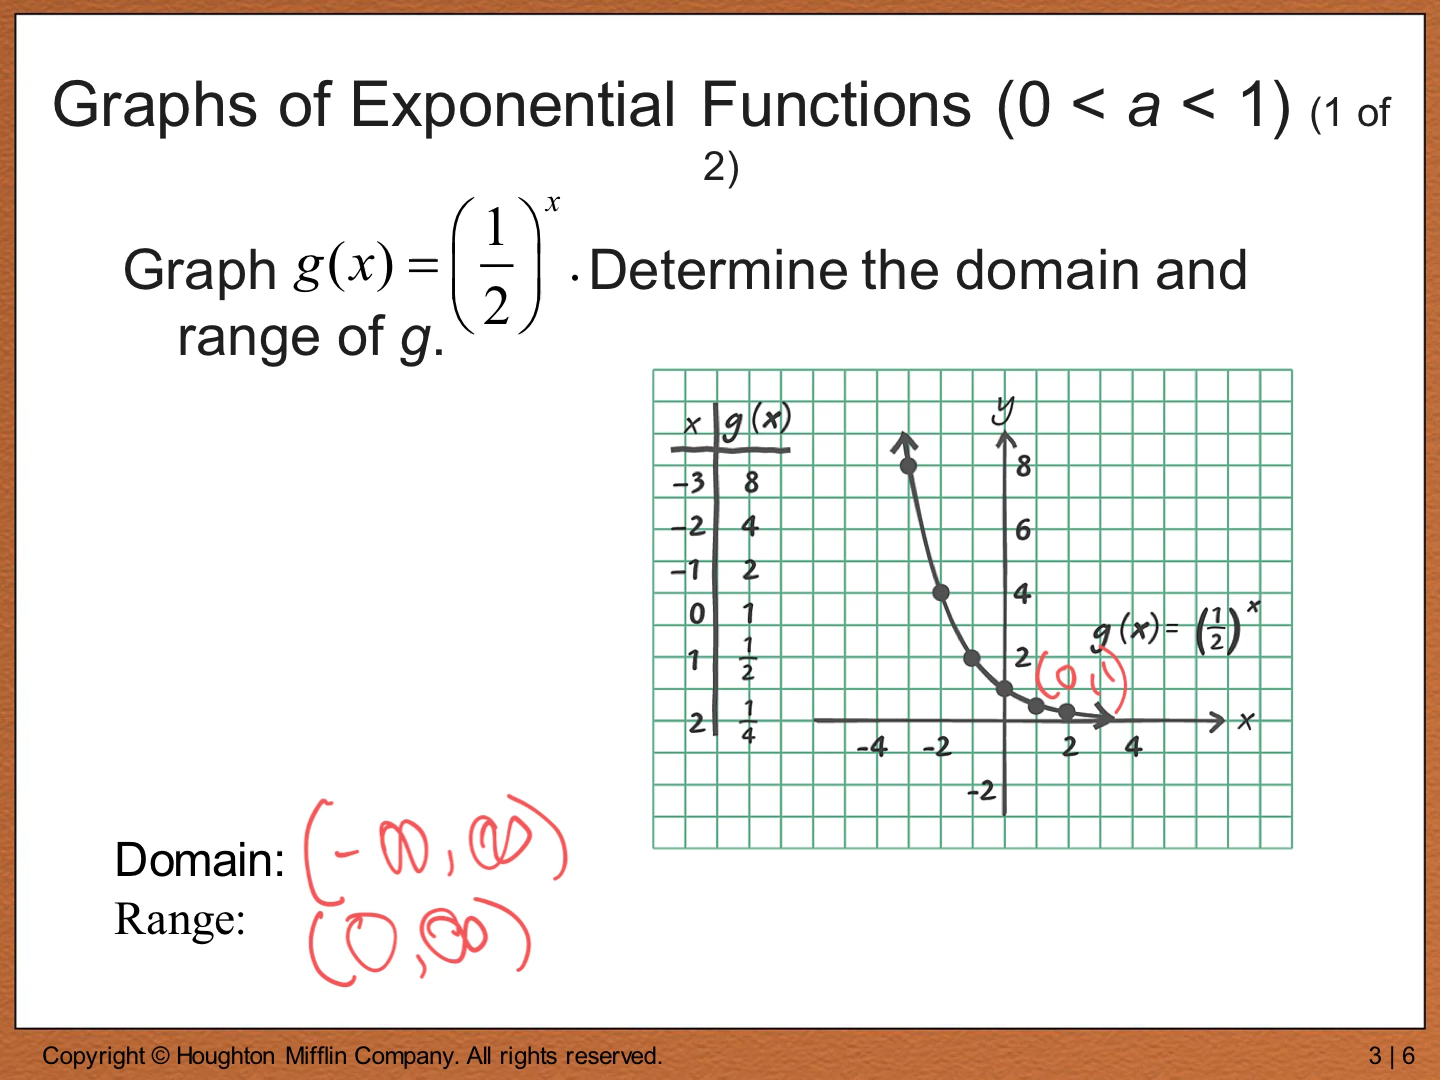 Graphs of Exponential Functions (0 < a < 1) (1 of
2)
Graph g(x) = (1/2)^x . Determine the domain and
range of g.
x g(x)
-3 8
-2 4
-1 2
0 1
1 1/2
2 1/4
y
8
6
4
2
-2
-4 -2 2 4
x
g(x) = (1/2)^x
(0,1)
Domain: (-∞, ∞)
Range: (0, ∞)
Copyright © Houghton Mifflin Company. All rights reserved.
3 | 6